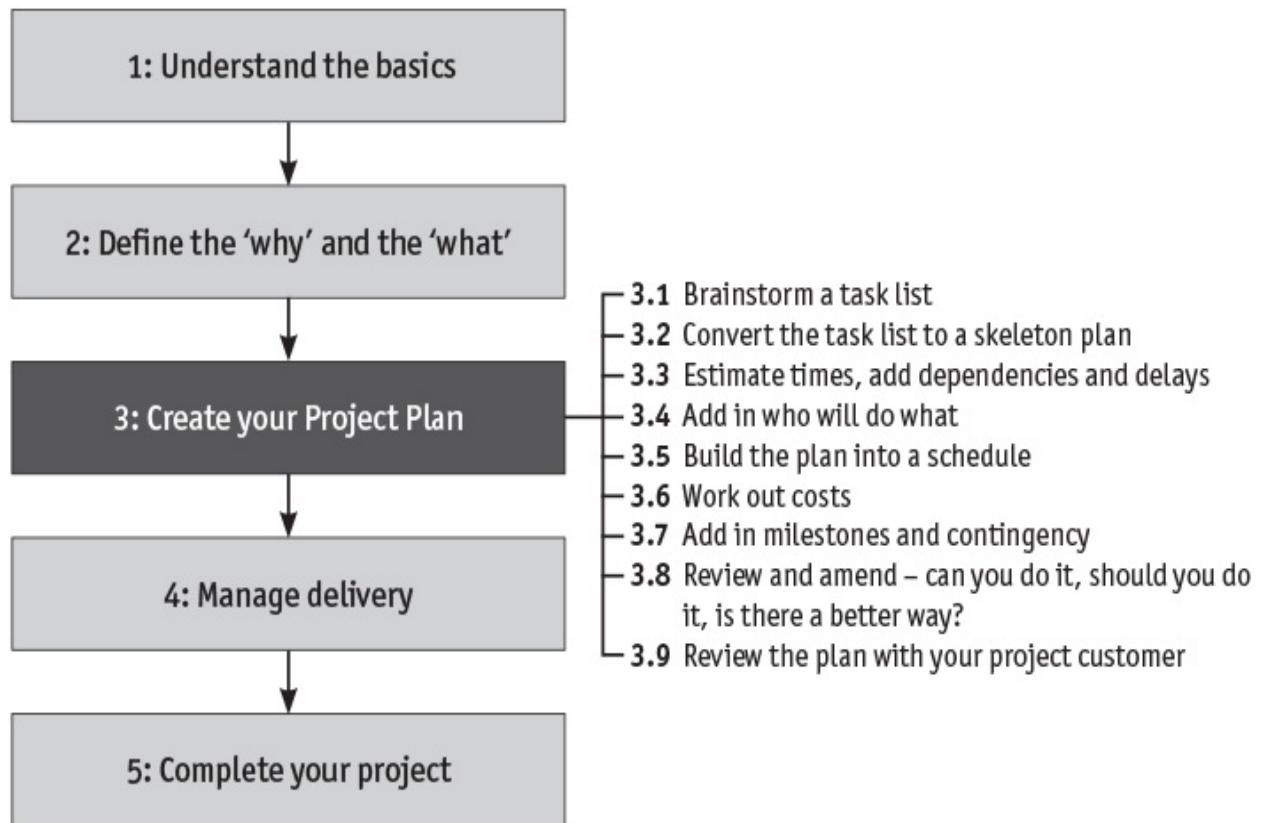 1: Understand the basics
2: Define the ‘why’ and the ‘what’
3: Create your Project Plan
3.1 Brainstorm a task list
3.2 Convert the task list to a skeleton plan
3.3 Estimate times, add dependencies and delays
3.4 Add in who will do what
3.5 Build the plan into a schedule
3.6 Work out costs
3.7 Add in milestones and contingency
3.8 Review and amend – can you do it, should you do
it, is there a better way?
3.9 Review the plan with your project customer
4: Manage delivery
5: Complete your project